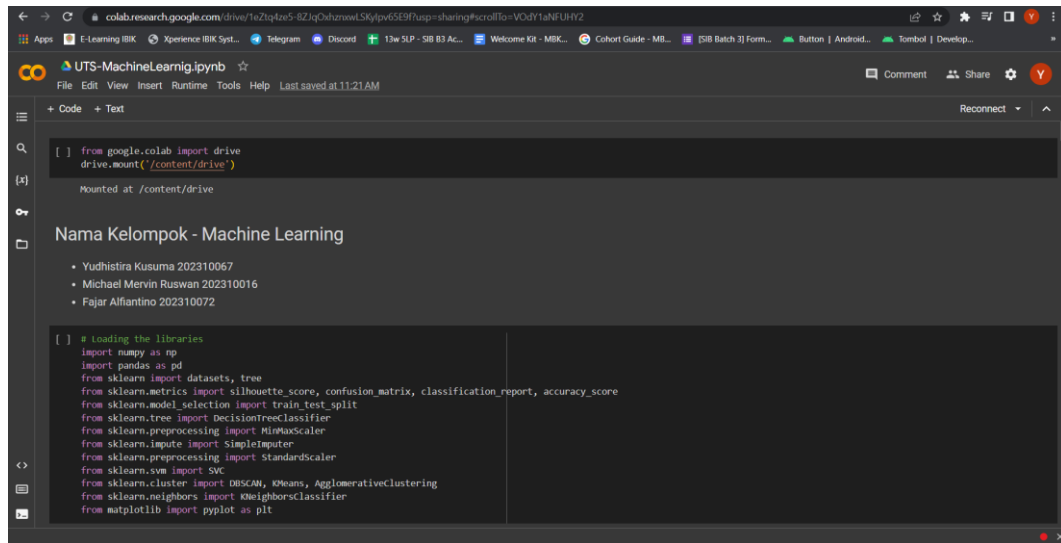 colab.research.google.com/drive/1eZtq4ze5-8ZJqOxhznxwLSKylpv65E9f?usp=sharing#scrollTo=VOdY1aNFUHY2
Apps E-Learning IBIK Xperience IBIK Syst... Telegram Discord 13w 5LP - SIB B3 Ac... Welcome Kit - MBK... Cohort Guide - MB... [SIB Batch 3] Form... Button | Android... Tombol | Develop... »
CO UTS-MachineLearnig.ipynb ☆
File Edit View Insert Runtime Tools Help Last saved at 11:21 AM
Comment Share Y
+ Code + Text Reconnect
[ ] from google.colab import drive
drive.mount('/content/drive')
Mounted at /content/drive
{x}
Nama Kelompok - Machine Learning
• Yudhistira Kusuma 202310067
• Michael Mervin Ruswan 202310016
• Fajar Alfiantino 202310072
[ ] # Loading the libraries
import numpy as np
import pandas as pd
from sklearn import datasets, tree
from sklearn.metrics import silhouette_score, confusion_matrix, classification_report, accuracy_score
from sklearn.model_selection import train_test_split
from sklearn.tree import DecisionTreeClassifier
from sklearn.preprocessing import MinMaxScaler
from sklearn.impute import SimpleImputer
from sklearn.preprocessing import StandardScaler
from sklearn.svm import SVC
from sklearn.cluster import DBSCAN, KMeans, AgglomerativeClustering
from sklearn.neighbors import KNeighborsClassifier
from matplotlib import pyplot as plt